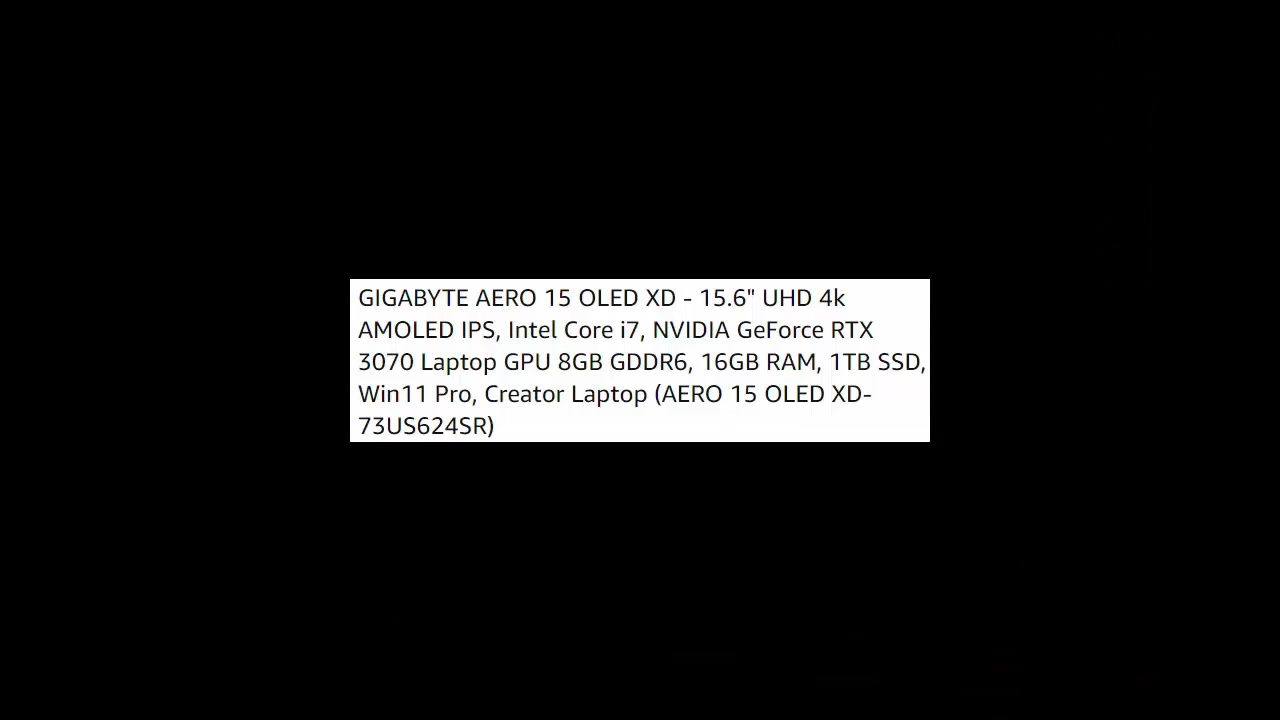 GIGABYTE AERO 15 OLED XD - 15.6" UHD 4k
AMOLED IPS, Intel Core i7, NVIDIA GeForce RTX
3070 Laptop GPU 8GB GDDR6, 16GB RAM, 1TB SSD,
Win11 Pro, Creator Laptop (AERO 15 OLED XD-
73US624SR)